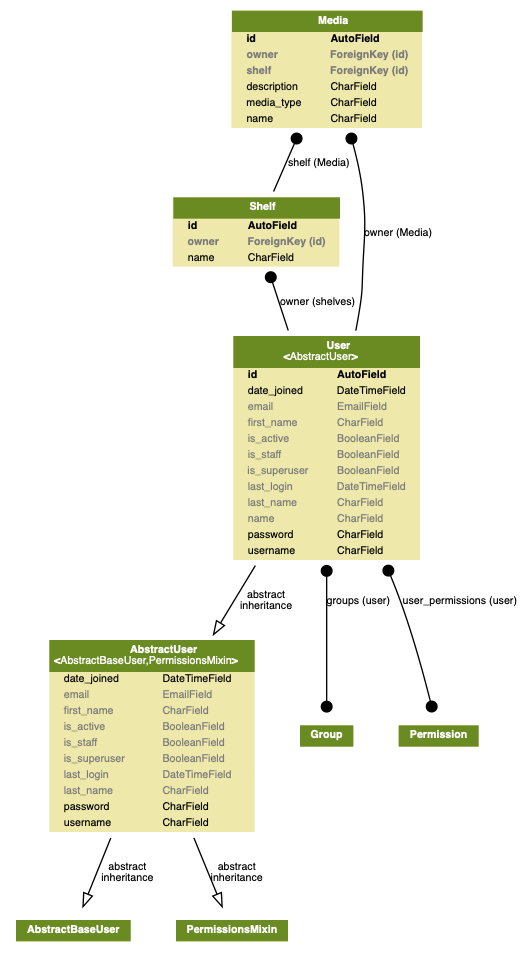 Media
id AutoField
owner ForeignKey (id)
shelf ForeignKey (id)
description CharField
media_type CharField
name CharField
shelf (Media)
Shelf
id AutoField
owner ForeignKey (id)
name CharField
owner (Media)
owner (shelves)
User
<AbstractUser>
id AutoField
date_joined DateTimeField
email EmailField
first_name CharField
is_active BooleanField
is_staff BooleanField
is_superuser BooleanField
last_login DateTimeField
last_name CharField
name CharField
password CharField
username CharField
abstract
inheritance
groups (user)
user_permissions (user)
AbstractUser
<AbstractBaseUser,PermissionsMixin>
date_joined DateTimeField
email EmailField
first_name CharField
is_active BooleanField
is_staff BooleanField
is_superuser BooleanField
last_login DateTimeField
last_name CharField
password CharField
username CharField
Group
Permission
abstract
inheritance
abstract
inheritance
AbstractBaseUser
PermissionsMixin